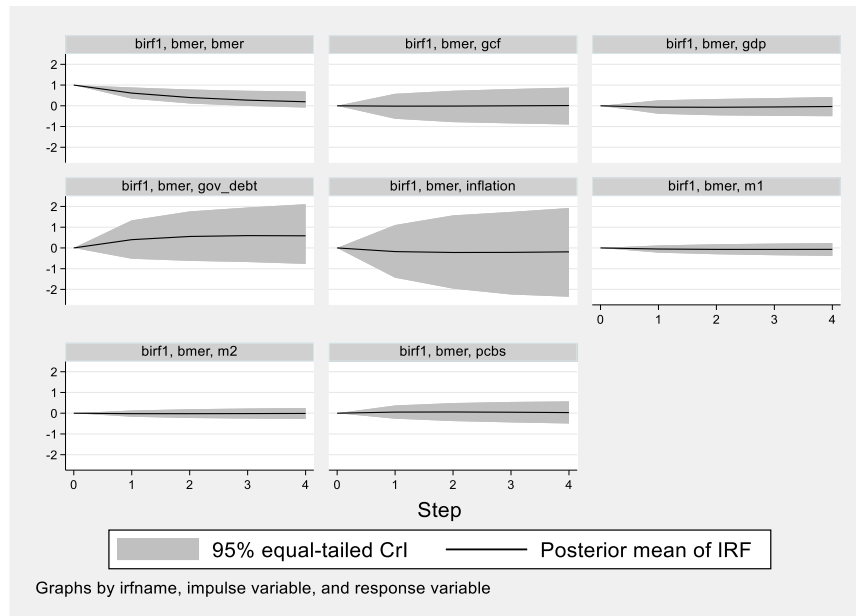 birf1, bmer, bmer
birf1, bmer, gcf
birf1, bmer, gdp
2
1
0
-1
-2
birf1, bmer, gov_debt
birf1, bmer, inflation
birf1, bmer, m1
2
1
0
-1
-2
0 1 2 3 4
birf1, bmer, m2
birf1, bmer, pcbs
2
1
0
-1
-2
0 1 2 3 4
0 1 2 3 4
Step
95% equal-tailed CrI
Posterior mean of IRF
Graphs by irfname, impulse variable, and response variable